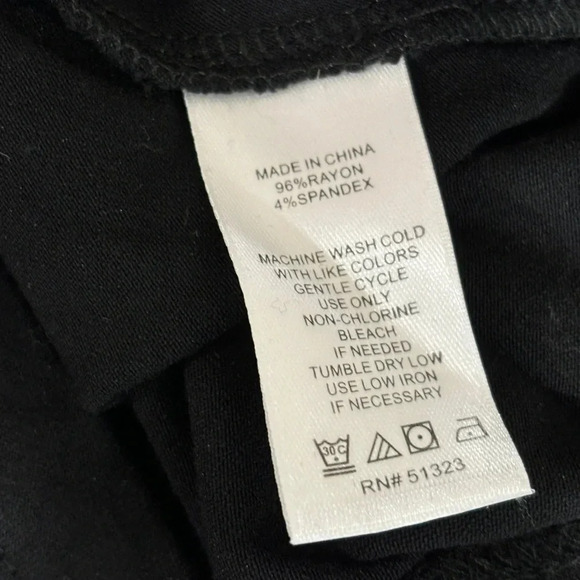 MADE IN CHINA
96%RAYON
4%SPANDEX
MACHINE WASH COLD
WITH LIKE COLORS
GENTLE CYCLE
USE ONLY
NON-CHLORINE
BLEACH
IF NEEDED
TUMBLE DRY LOW
USE LOW IRON
IF NECESSARY
30C
RN# 51323